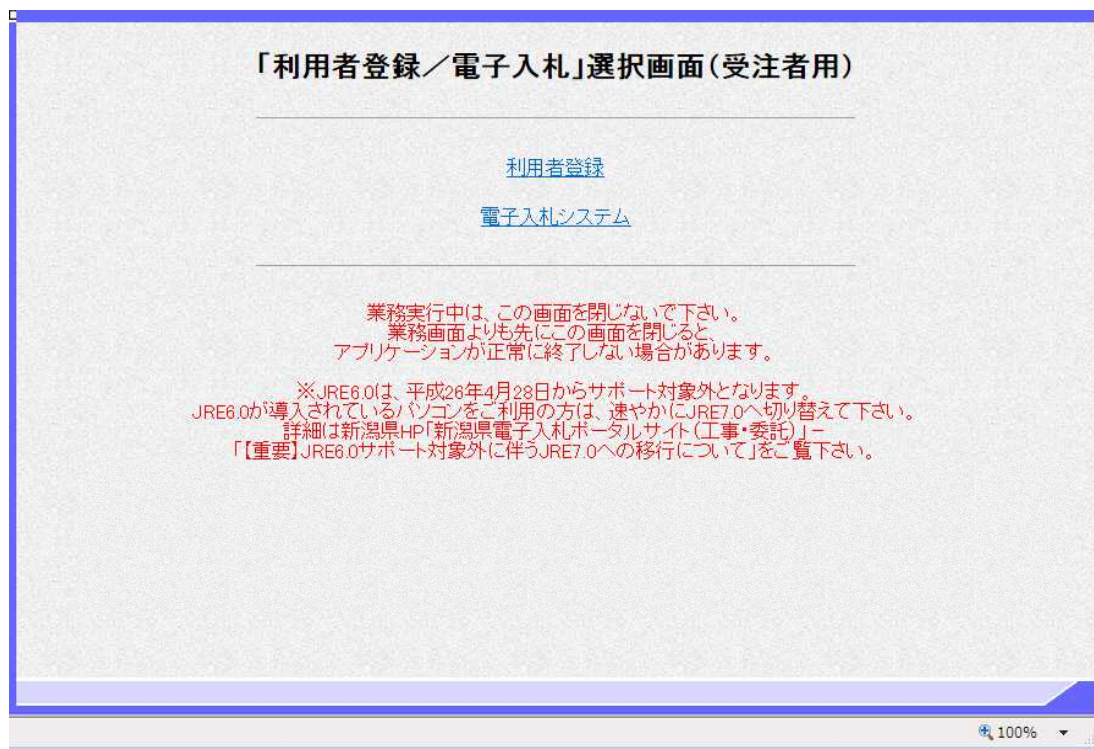 「利用者登録／電子入札」選択画面(受注者用)
利用者登録
電子入札システム
業務実行中は、この画面を閉じないで下さい。
業務画面よりも先にこの画面を閉じると、
アプリケーションが正常に終了しない場合があります。
※JRE6.0は、平成26年4月28日からサポート対象外となります。
JRE6.0が導入されているパソコンをご利用の方は、速やかにJRE7.0へ切り替えて下さい。
詳細は新潟県HP「新潟県電子入札ポータルサイト(工事・委託)」－
「【重要】JRE6.0サポート対象外に伴うJRE7.0への移行について」をご覧下さい。
100%